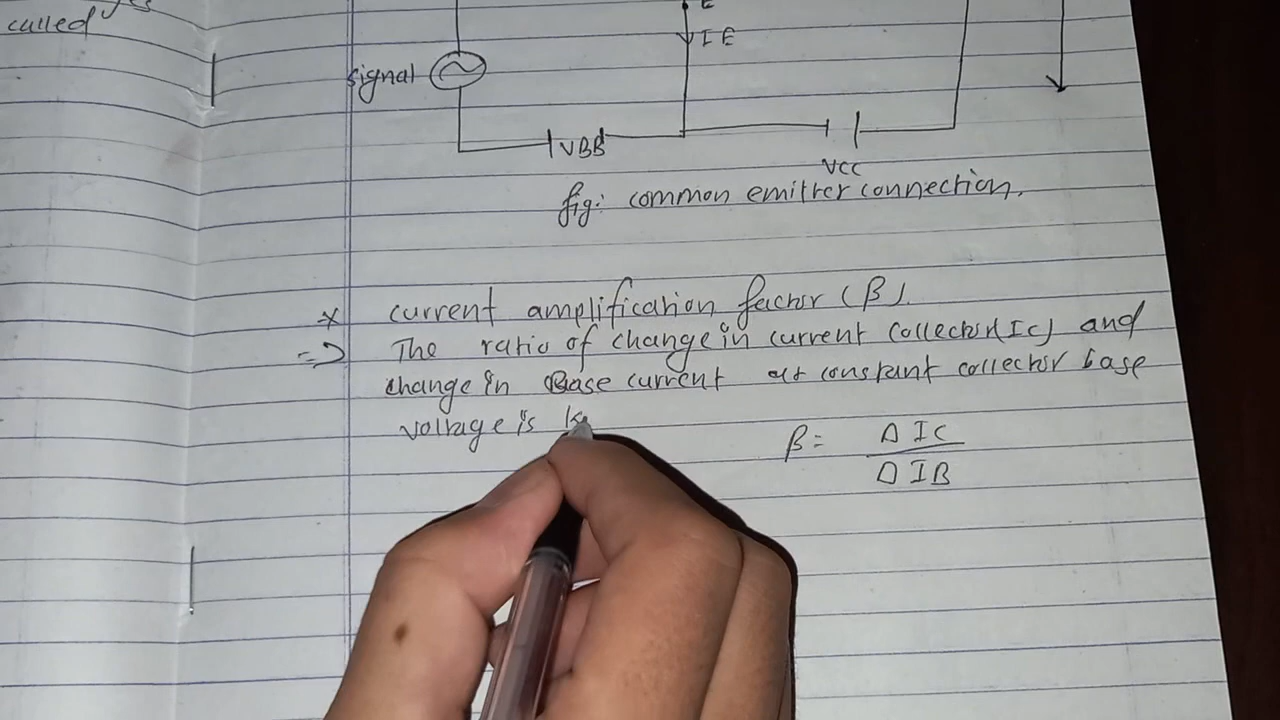 called
E
IE
signal
VBB
VCC
fig: common emitter connection.
current amplification factor (β).
The ratio of change in current collector (Ic) and
change in Base current at constant collector base
voltage is
β = ΔIC
ΔIB